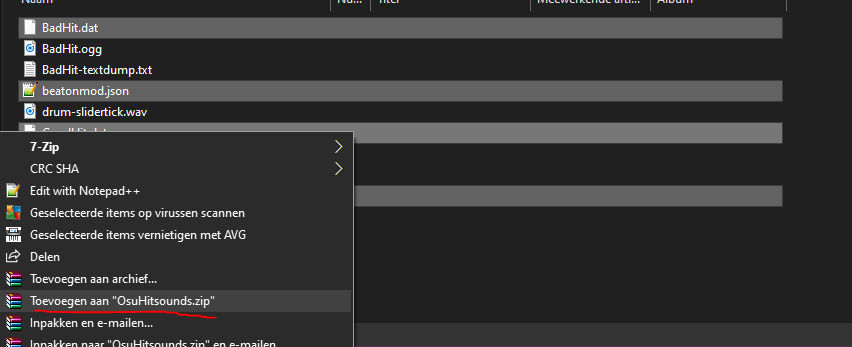 Naam Nu... Titel Meewerkende arti... Album
BadHit.dat
BadHit.ogg
BadHit-textdump.txt
beatonmod.json
drum-slidertick.wav
7-Zip
CRC SHA
Edit with Notepad++
Geselecteerde items op virussen scannen
Geselecteerde items vernietigen met AVG
Delen
Toevoegen aan archief...
Toevoegen aan "OsuHitsounds.zip"
Inpakken en e-mailen...
Inpakken naar "OsuHitsounds.zip" en e-mailen